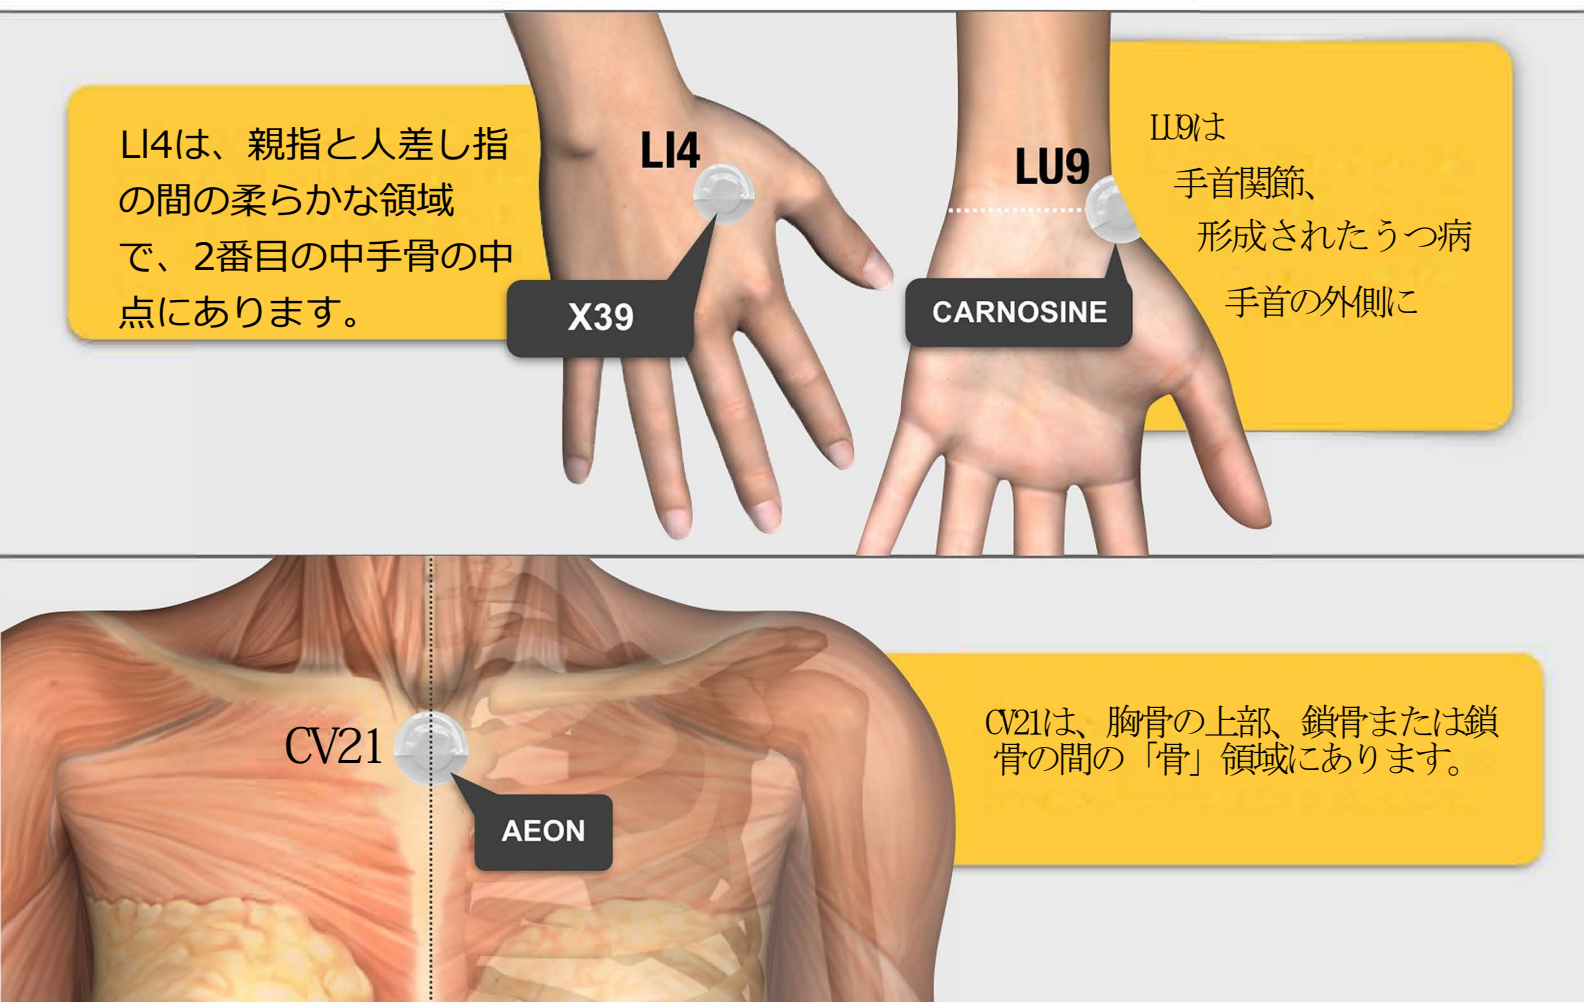 LI4は、親指と人差し指
の間の柔らかな領域
で、2番目の中手骨の中
点にあります。
LI4
X39
LU9
CARNOSINE
LU9は
手首関節、
形成されたうつ病
手首の外側に
CV21
AEON
CV21は、胸骨の上部、鎖骨または鎖
骨の間の「骨」領域にあります。